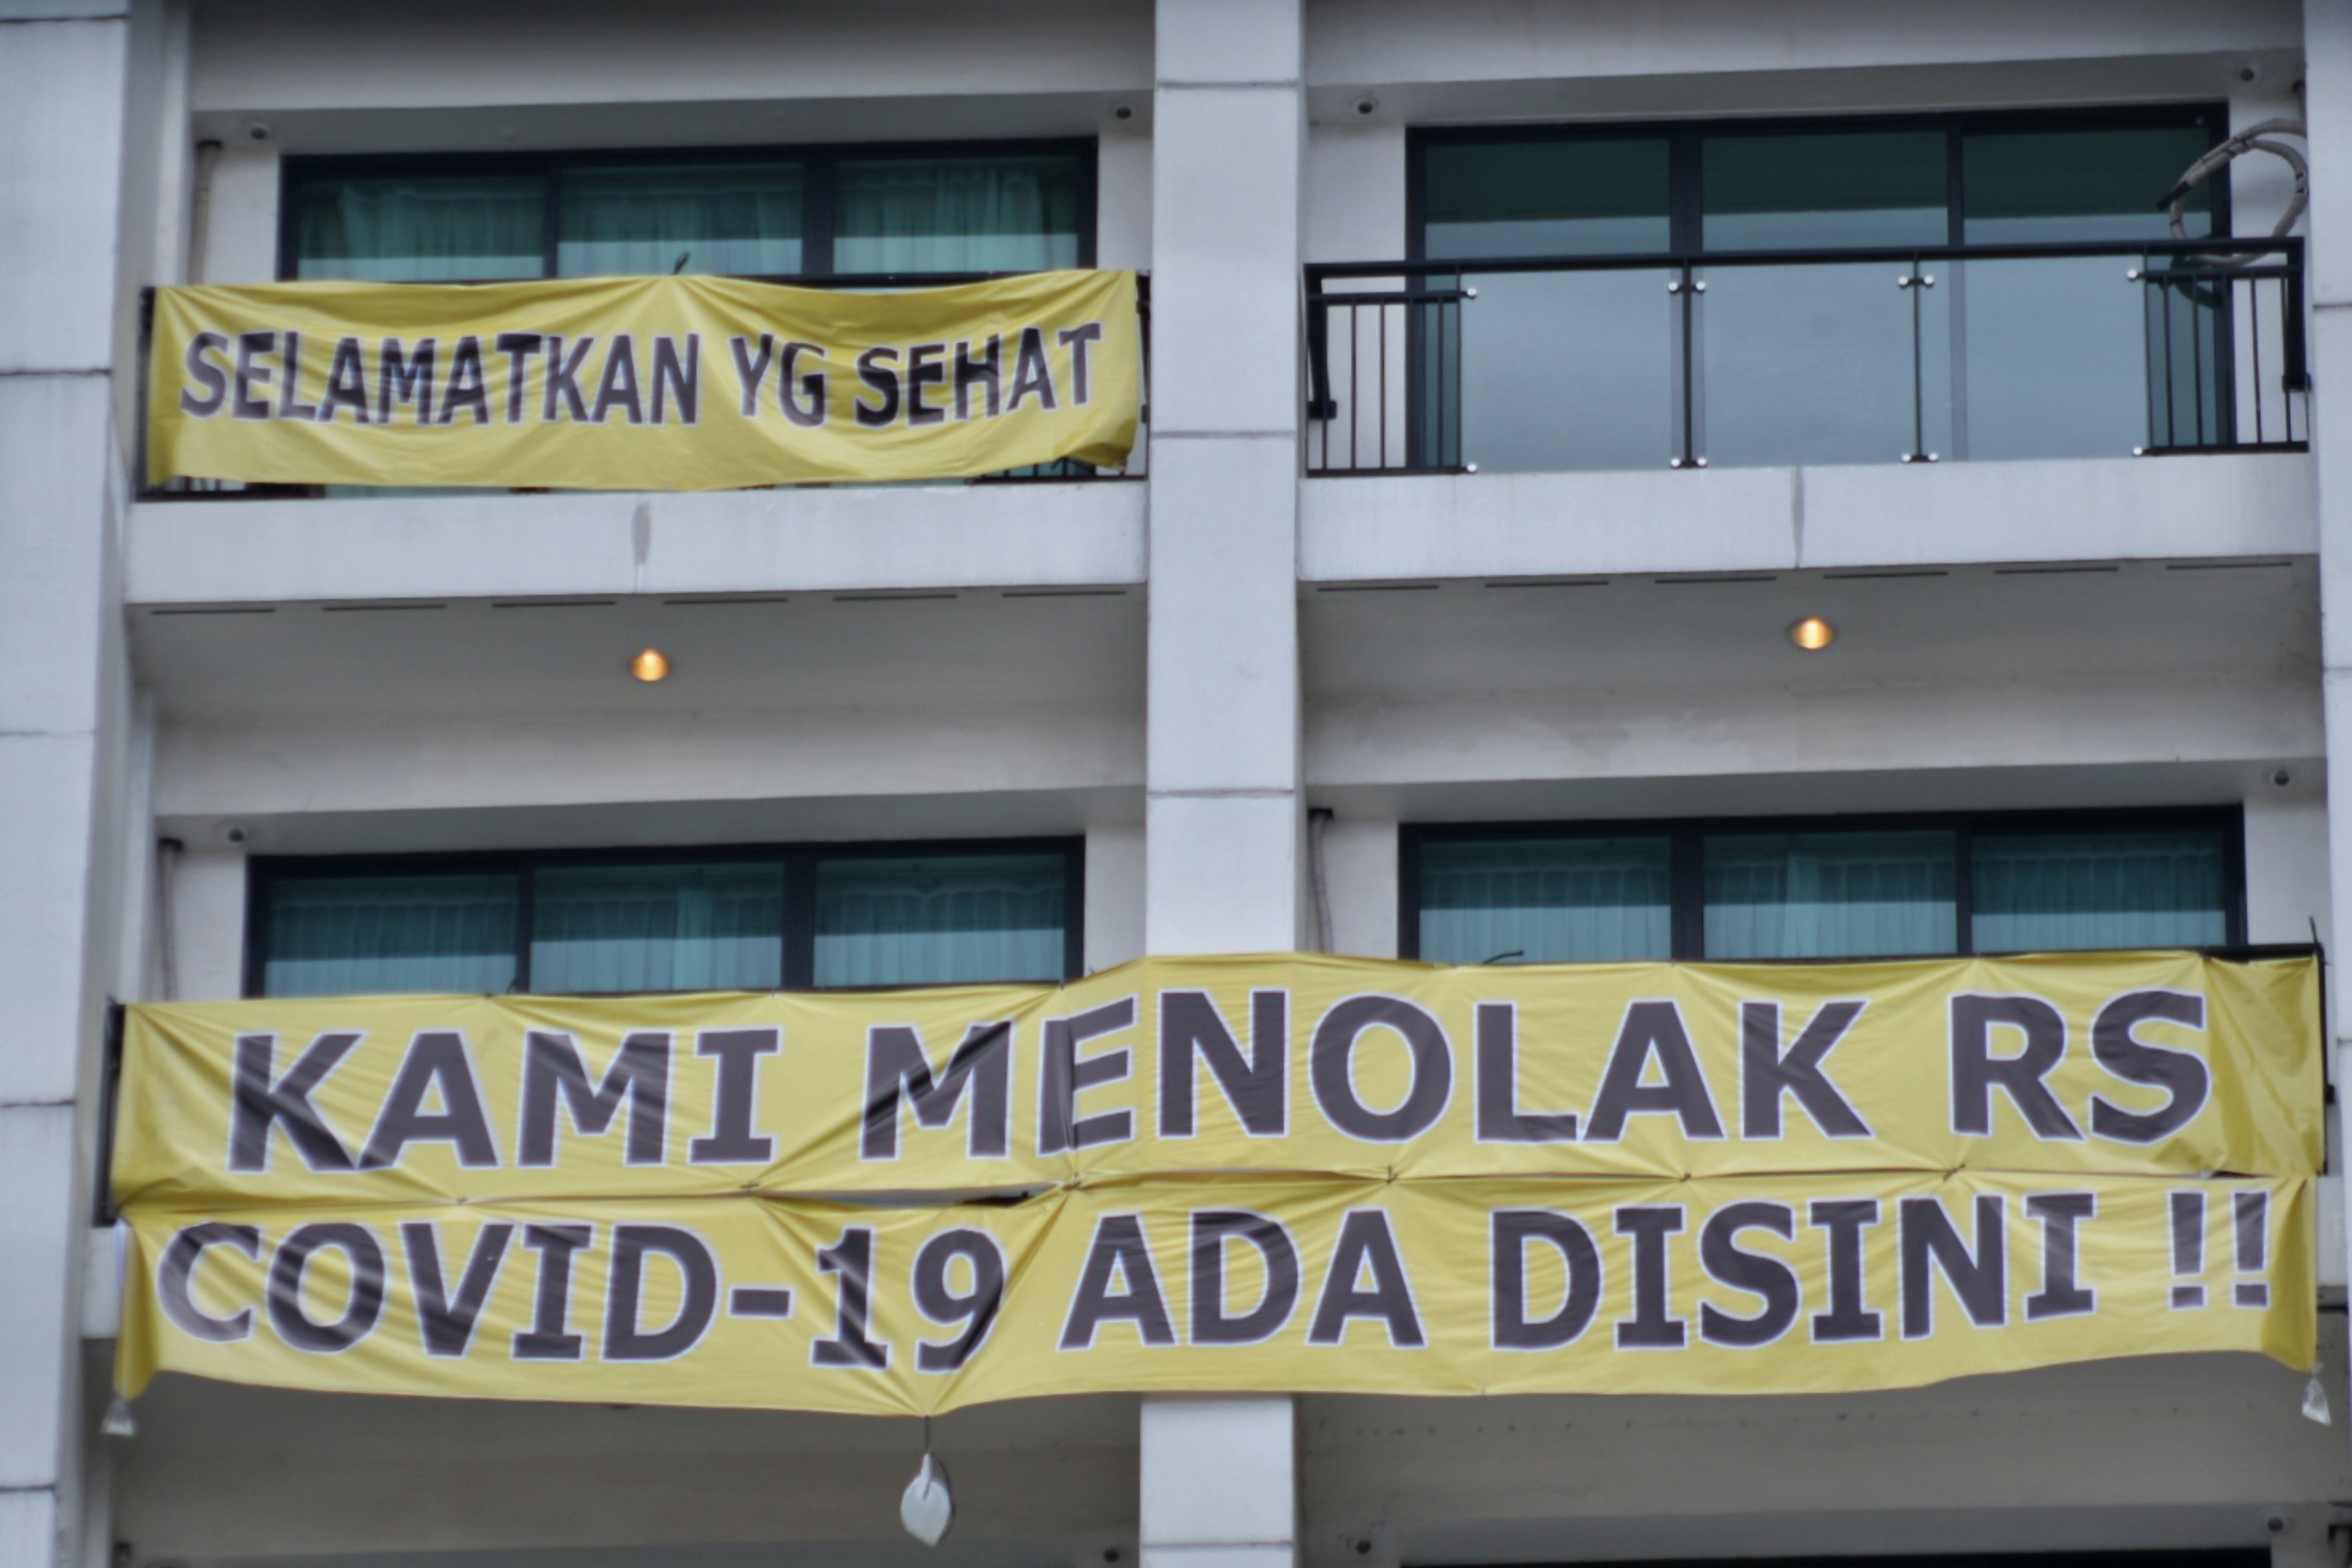 SELAMATKAN YG SEHAT
KAMI MENOLAK RS
COVID-19 ADA DISINI !!